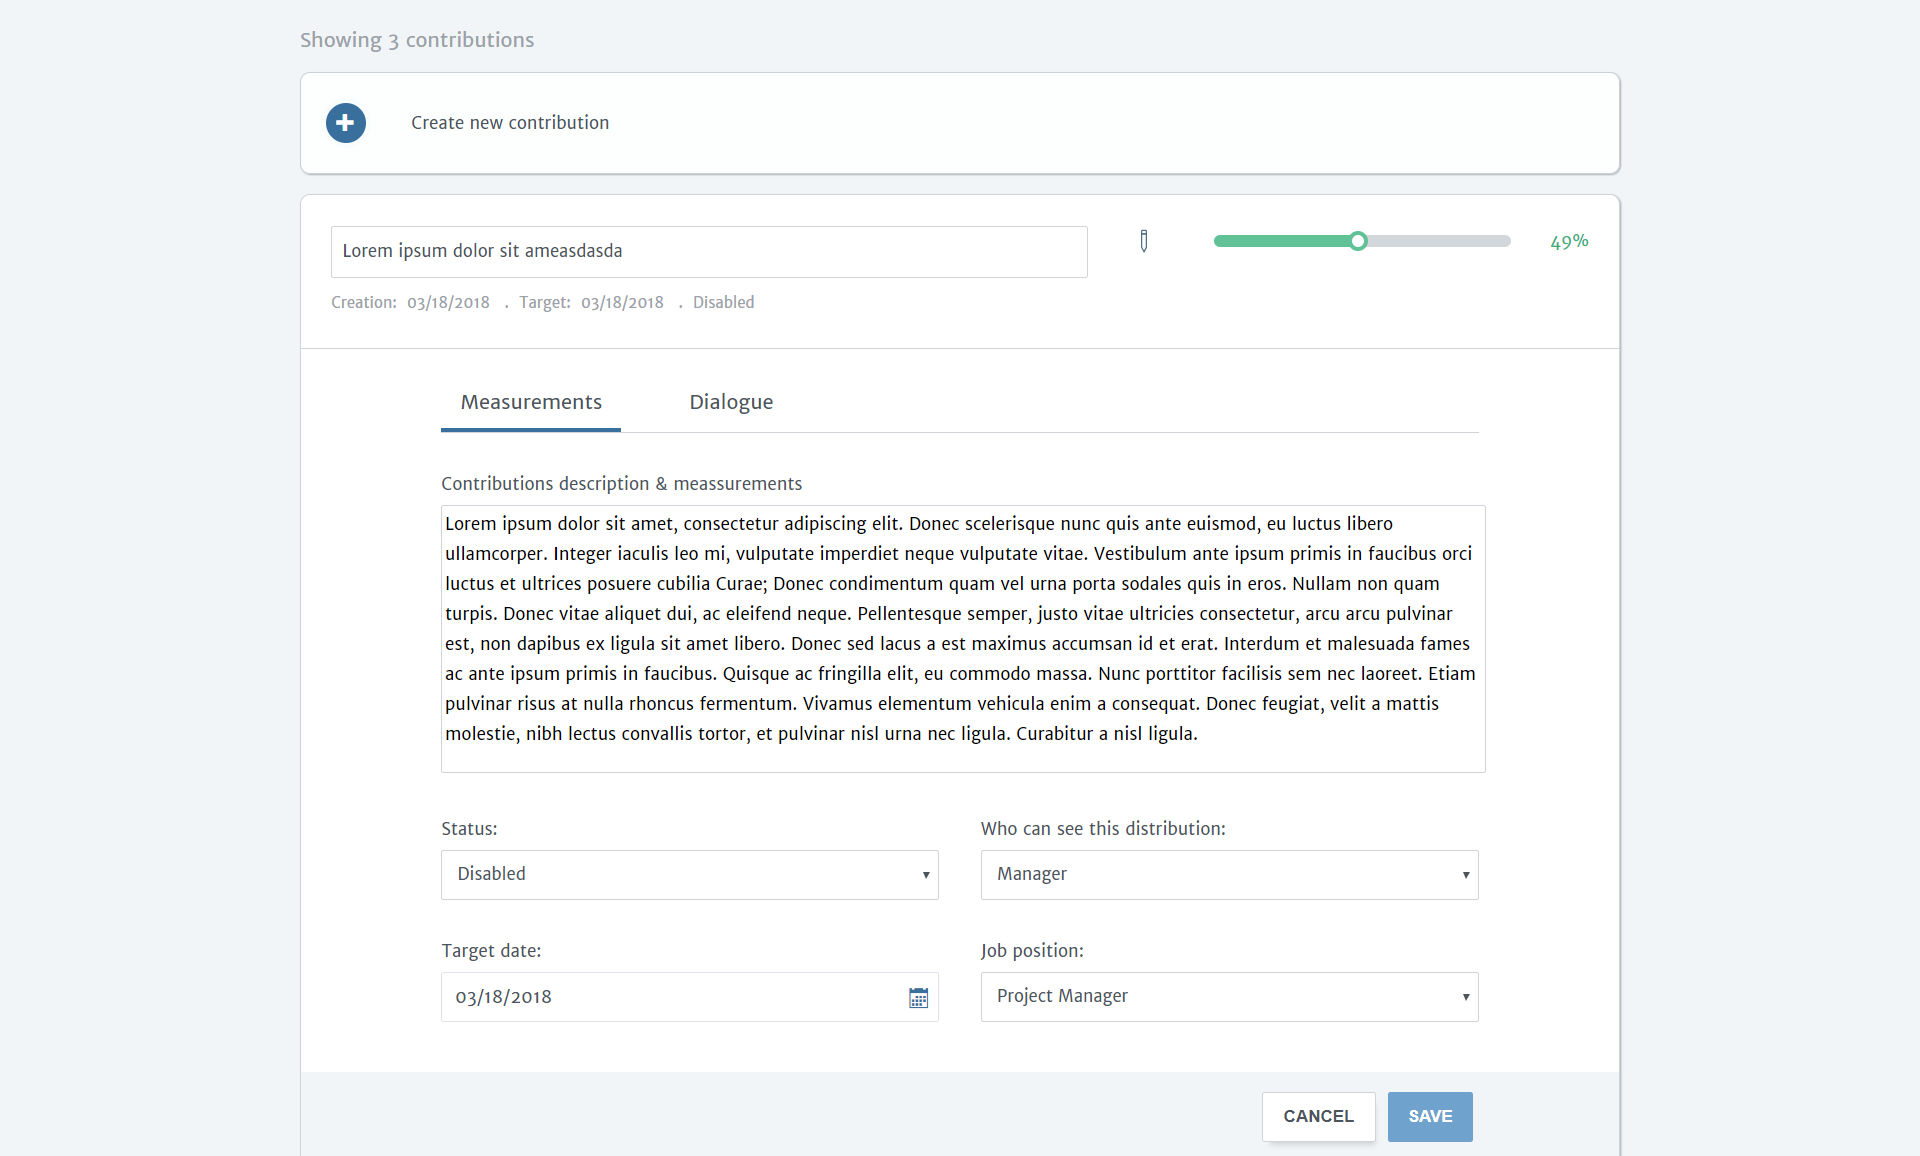 Showing 3 contributions
Create new contribution
Lorem ipsum dolor sit ameasdasda
49%
Creation: 03/18/2018 . Target: 03/18/2018 . Disabled
Measurements Dialogue
Contributions description & meassurements
Lorem ipsum dolor sit amet, consectetur adipiscing elit. Donec scelerisque nunc quis ante euismod, eu luctus libero
ullamcorper. Integer iaculis leo mi, vulputate imperdiet neque vulputate vitae. Vestibulum ante ipsum primis in faucibus orci
luctus et ultrices posuere cubilia Curae; Donec condimentum quam vel urna porta sodales quis in eros. Nullam non quam
turpis. Donec vitae aliquet dui, ac eleifend neque. Pellentesque semper, justo vitae ultricies consectetur, arcu arcu pulvinar
est, non dapibus ex ligula sit amet libero. Donec sed lacus a est maximus accumsan id et erat. Interdum et malesuada fames
ac ante ipsum primis in faucibus. Quisque ac fringilla elit, eu commodo massa. Nunc porttitor facilisis sem nec laoreet. Etiam
pulvinar risus at nulla rhoncus fermentum. Vivamus elementum vehicula enim a consequat. Donec feugiat, velit a mattis
molestie, nibh lectus convallis tortor, et pulvinar nisl urna nec ligula. Curabitur a nisl ligula.
Status:
Disabled
Who can see this distribution:
Manager
Target date:
03/18/2018
Job position:
Project Manager
CANCEL SAVE